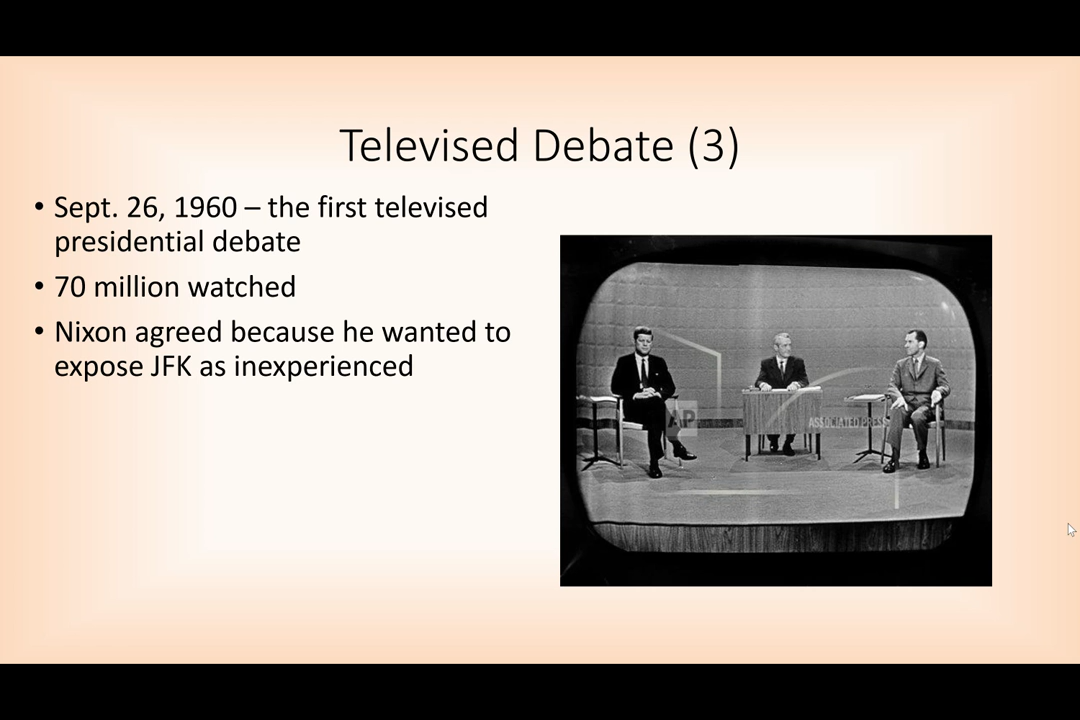 Televised Debate (3)
• Sept. 26, 1960 – the first televised
presidential debate
• 70 million watched
• Nixon agreed because he wanted to
expose JFK as inexperienced
AP
ASSOCIATED PRESS